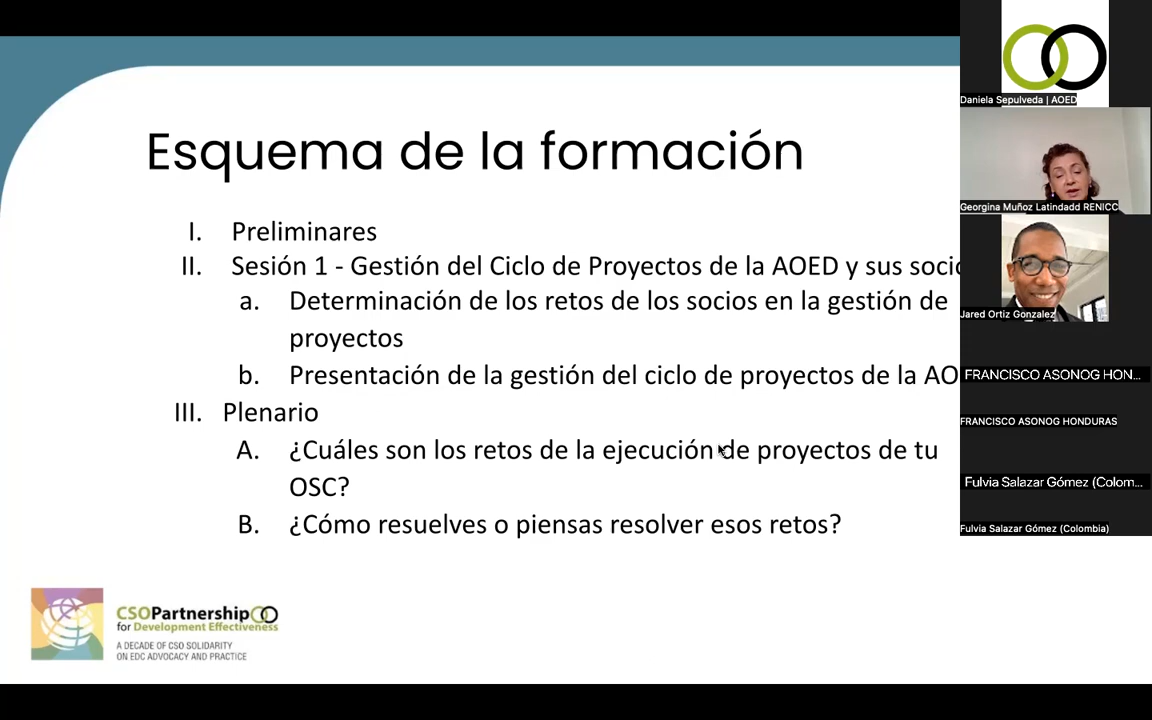 Esquema de la formación
I. Preliminares
II. Sesión 1 - Gestión del Ciclo de Proyectos de la AOED y sus socio
a. Determinación de los retos de los socios en la gestión de
proyectos
b. Presentación de la gestión del ciclo de proyectos de la AO
III. Plenario
A. ¿Cuáles son los retos de la ejecución de proyectos de tu
OSC?
B. ¿Cómo resuelves o piensas resolver esos retos?
CSOPartnership
for Development Effectiveness
A DECADE OF CSO SOLIDARITY
ON EDC ADVOCACY AND PRACTICE
Daniela Sepulveda | AOED
Georgina Muñoz Latindadd RENICC
Jared Ortiz Gonzalez
FRANCISCO ASONOG HON...
FRANCISCO ASONOG HONDURAS
Fulvia Salazar Gómez (Colom...
Fulvia Salazar Gómez (Colombia)